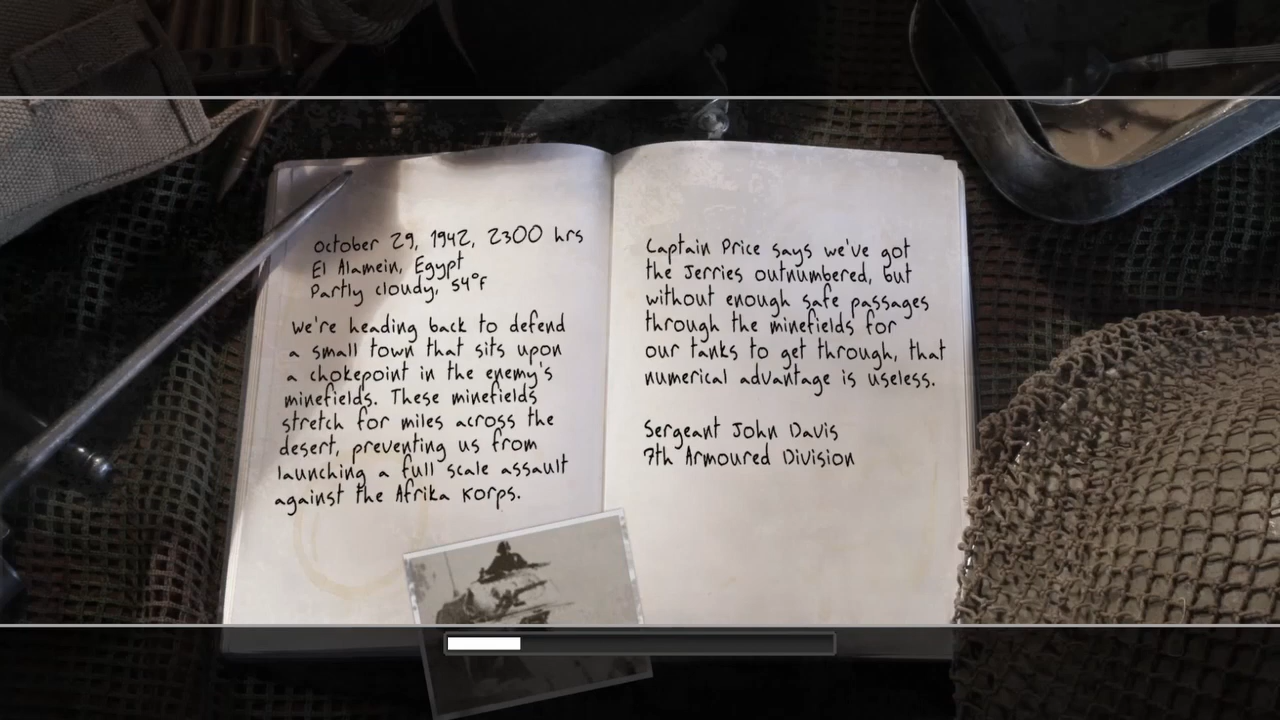 October 29, 1942, 2300 hrs
El Alamein, Egypt
Partly cloudy, 54°F
We're heading back to defend
a small town that sits upon
a chokepoint in the enemy's
minefields. These minefields
stretch for miles across the
desert, preventing us from
launching a full scale assault
against the Afrika Korps.
Captain Price says we've got
the Jerries outnumbered, but
without enough safe passages
through the minefields for
our tanks to get through, that
numerical advantage is useless.
Sergeant John Davis
7th Armoured Division